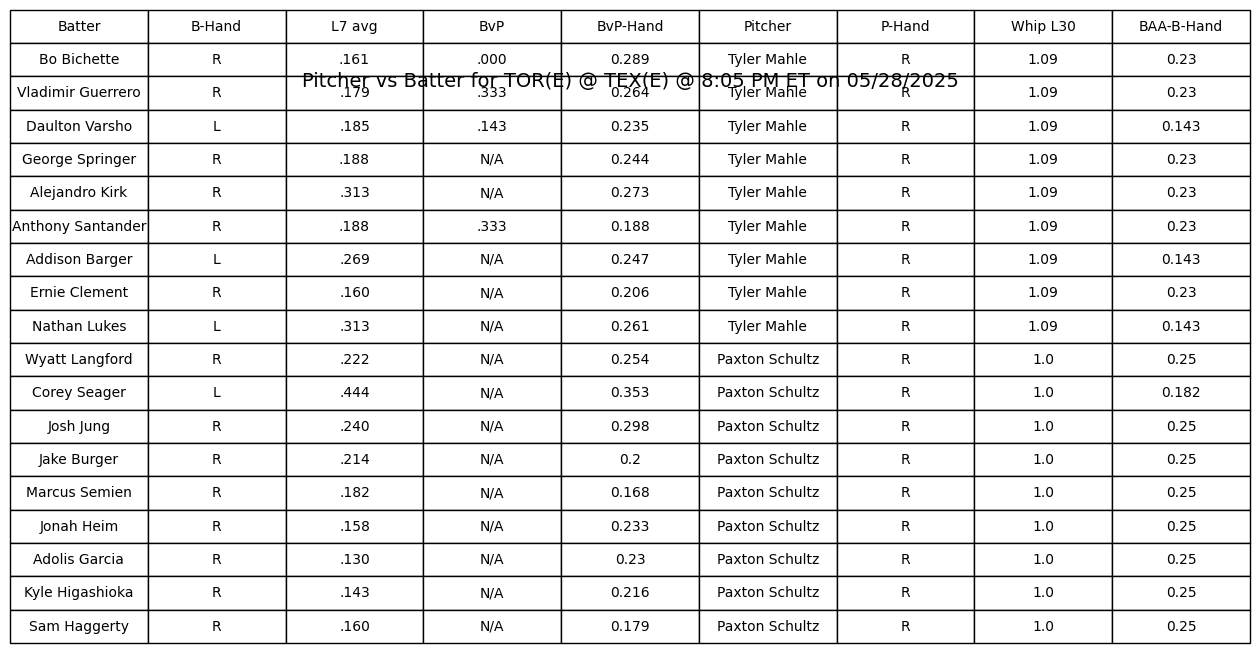 Batter B-Hand L7 avg BvP BvP-Hand Pitcher P-Hand Whip L30 BAA-B-Hand
Bo Bichette R .161 .000 0.289 Tyler Mahle R 1.09 0.23
Pitcher vs Batter for TOR(E) @ TEX(E) @ 8:05 PM ET on 05/28/2025
Vladimir Guerrero R .179 .333 0.264 Tyler Mahle R 1.09 0.23
Daulton Varsho L .185 .143 0.235 Tyler Mahle R 1.09 0.143
George Springer R .188 N/A 0.244 Tyler Mahle R 1.09 0.23
Alejandro Kirk R .313 N/A 0.273 Tyler Mahle R 1.09 0.23
Anthony Santander R .188 .333 0.188 Tyler Mahle R 1.09 0.23
Addison Barger L .269 N/A 0.247 Tyler Mahle R 1.09 0.143
Ernie Clement R .160 N/A 0.206 Tyler Mahle R 1.09 0.23
Nathan Lukes L .313 N/A 0.261 Tyler Mahle R 1.09 0.143
Wyatt Langford R .222 N/A 0.254 Paxton Schultz R 1.0 0.25
Corey Seager L .444 N/A 0.353 Paxton Schultz R 1.0 0.182
Josh Jung R .240 N/A 0.298 Paxton Schultz R 1.0 0.25
Jake Burger R .214 N/A 0.2 Paxton Schultz R 1.0 0.25
Marcus Semien R .182 N/A 0.168 Paxton Schultz R 1.0 0.25
Jonah Heim R .158 N/A 0.233 Paxton Schultz R 1.0 0.25
Adolis Garcia R .130 N/A 0.23 Paxton Schultz R 1.0 0.25
Kyle Higashioka R .143 N/A 0.216 Paxton Schultz R 1.0 0.25
Sam Haggerty R .160 N/A 0.179 Paxton Schultz R 1.0 0.25